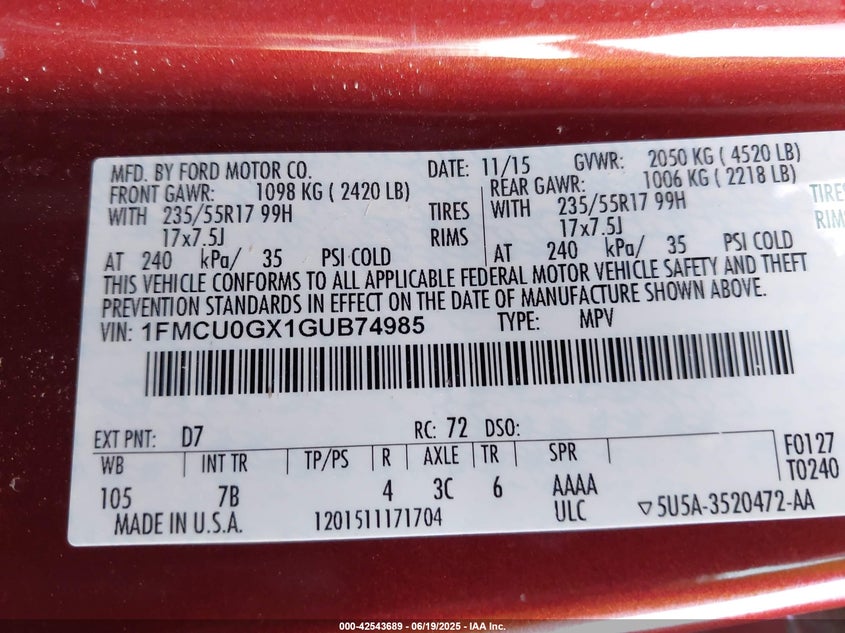 MFD. BY FORD MOTOR CO. DATE: 11/15 GVWR: 2050 KG ( 4520 LB)
FRONT GAWR: 1098 KG ( 2420 LB) REAR GAWR: 1006 KG ( 2218 LB)
WITH 235/55R17 99H TIRES WITH 235/55R17 99H TIRES
17x7.5J RIMS 17x7.5J RIMS
AT 240 kPa/ 35 PSI COLD AT 240 kPa/ 35 PSI COLD
THIS VEHICLE CONFORMS TO ALL APPLICABLE FEDERAL MOTOR VEHICLE SAFETY AND THEFT
PREVENTION STANDARDS IN EFFECT ON THE DATE OF MANUFACTURE SHOWN ABOVE.
VIN: 1FMCU0GX1GUB74985 TYPE: MPV
EXT PNT: D7 RC: 72 DSO:
WB INT TR TP/PS R AXLE TR SPR F0127
105 7B 4 3C 6 AAAA T0240
MADE IN U.S.A. 1201511171704 ULC ▽5U5A-3520472-AA
000-42543689 - 06/19/2025 - IAA Inc.